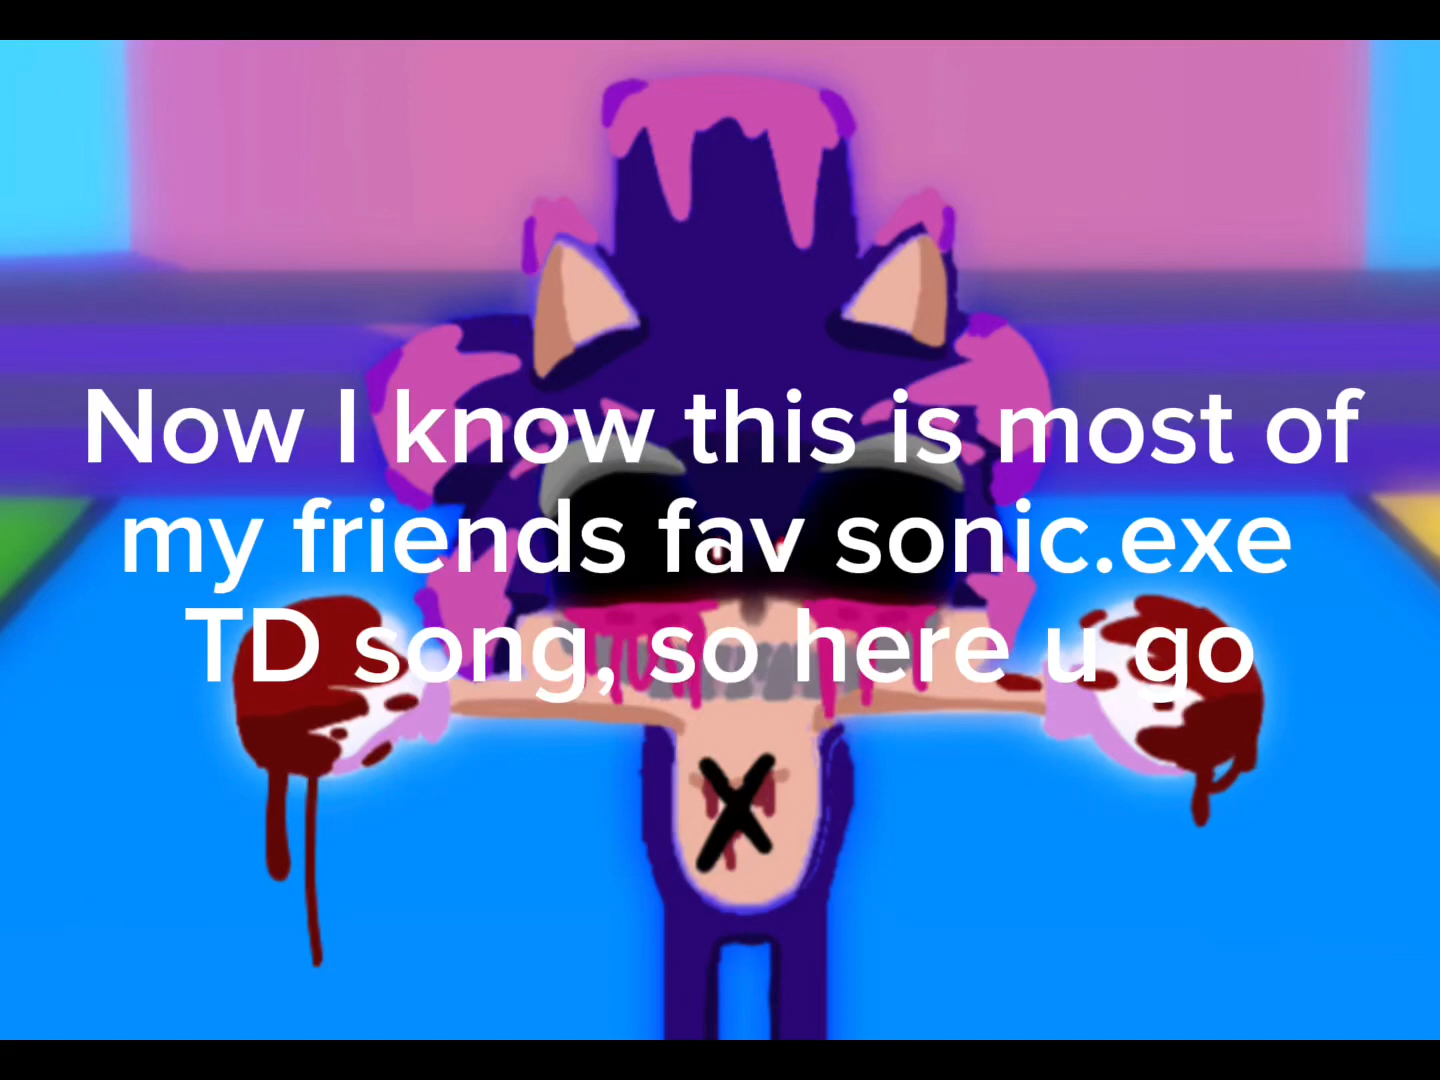 Now I know this is most of
my friends fav sonic.exe
TD song, so here u go